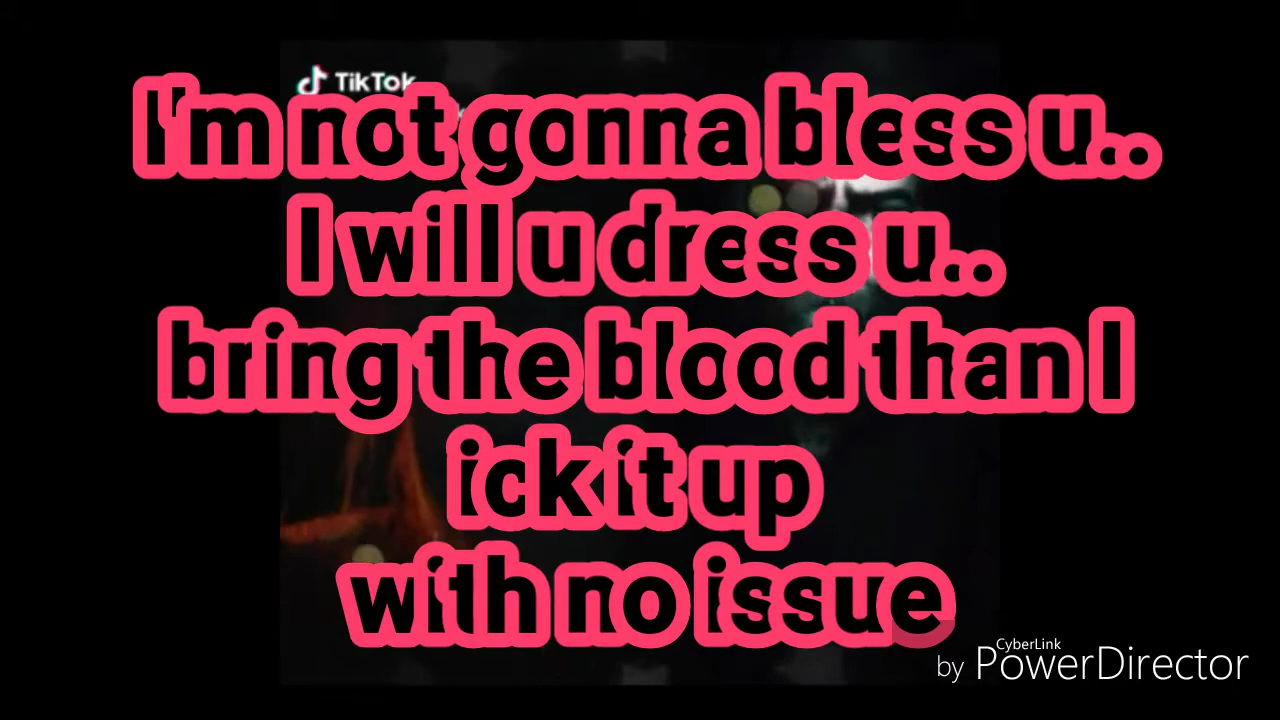 TikTok
I'm not gonna bless u..
I will u dress u..
bring the blood than I
ick it up
with no issue
CyberLink
by PowerDirector